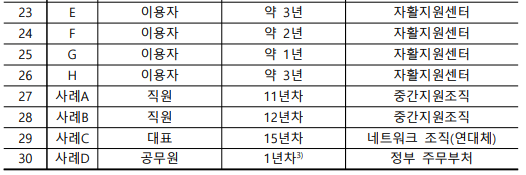 23 E 이용자 약 3년 자활지원센터
24 F 이용자 약 2년 자활지원센터
25 G 이용자 약 1년 자활지원센터
26 H 이용자 약 3년 자활지원센터
27 사례A 직원 11년차 중간지원조직
28 사례B 직원 12년차 중간지원조직
29 사례C 대표 15년차 네트워크 조직(연대체)
30 사례D 공무원 1년차3) 정부 주무부처